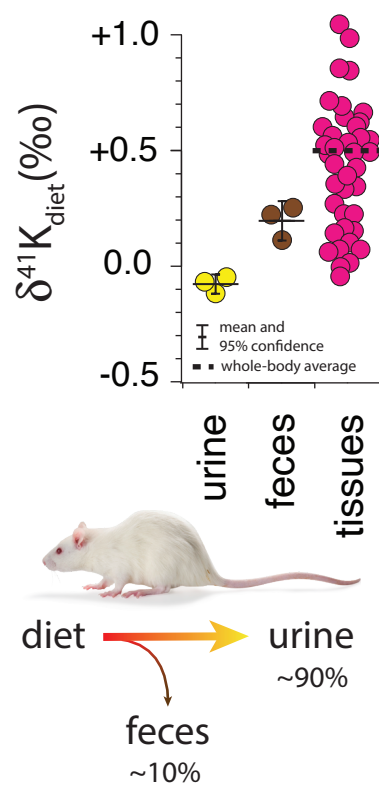 +1.0
+0.5
0.0
-0.5
δ⁴¹K_diet(‰)
mean and
95% confidence
whole-body average
urine
feces
tissues
diet
urine
~90%
feces
~10%